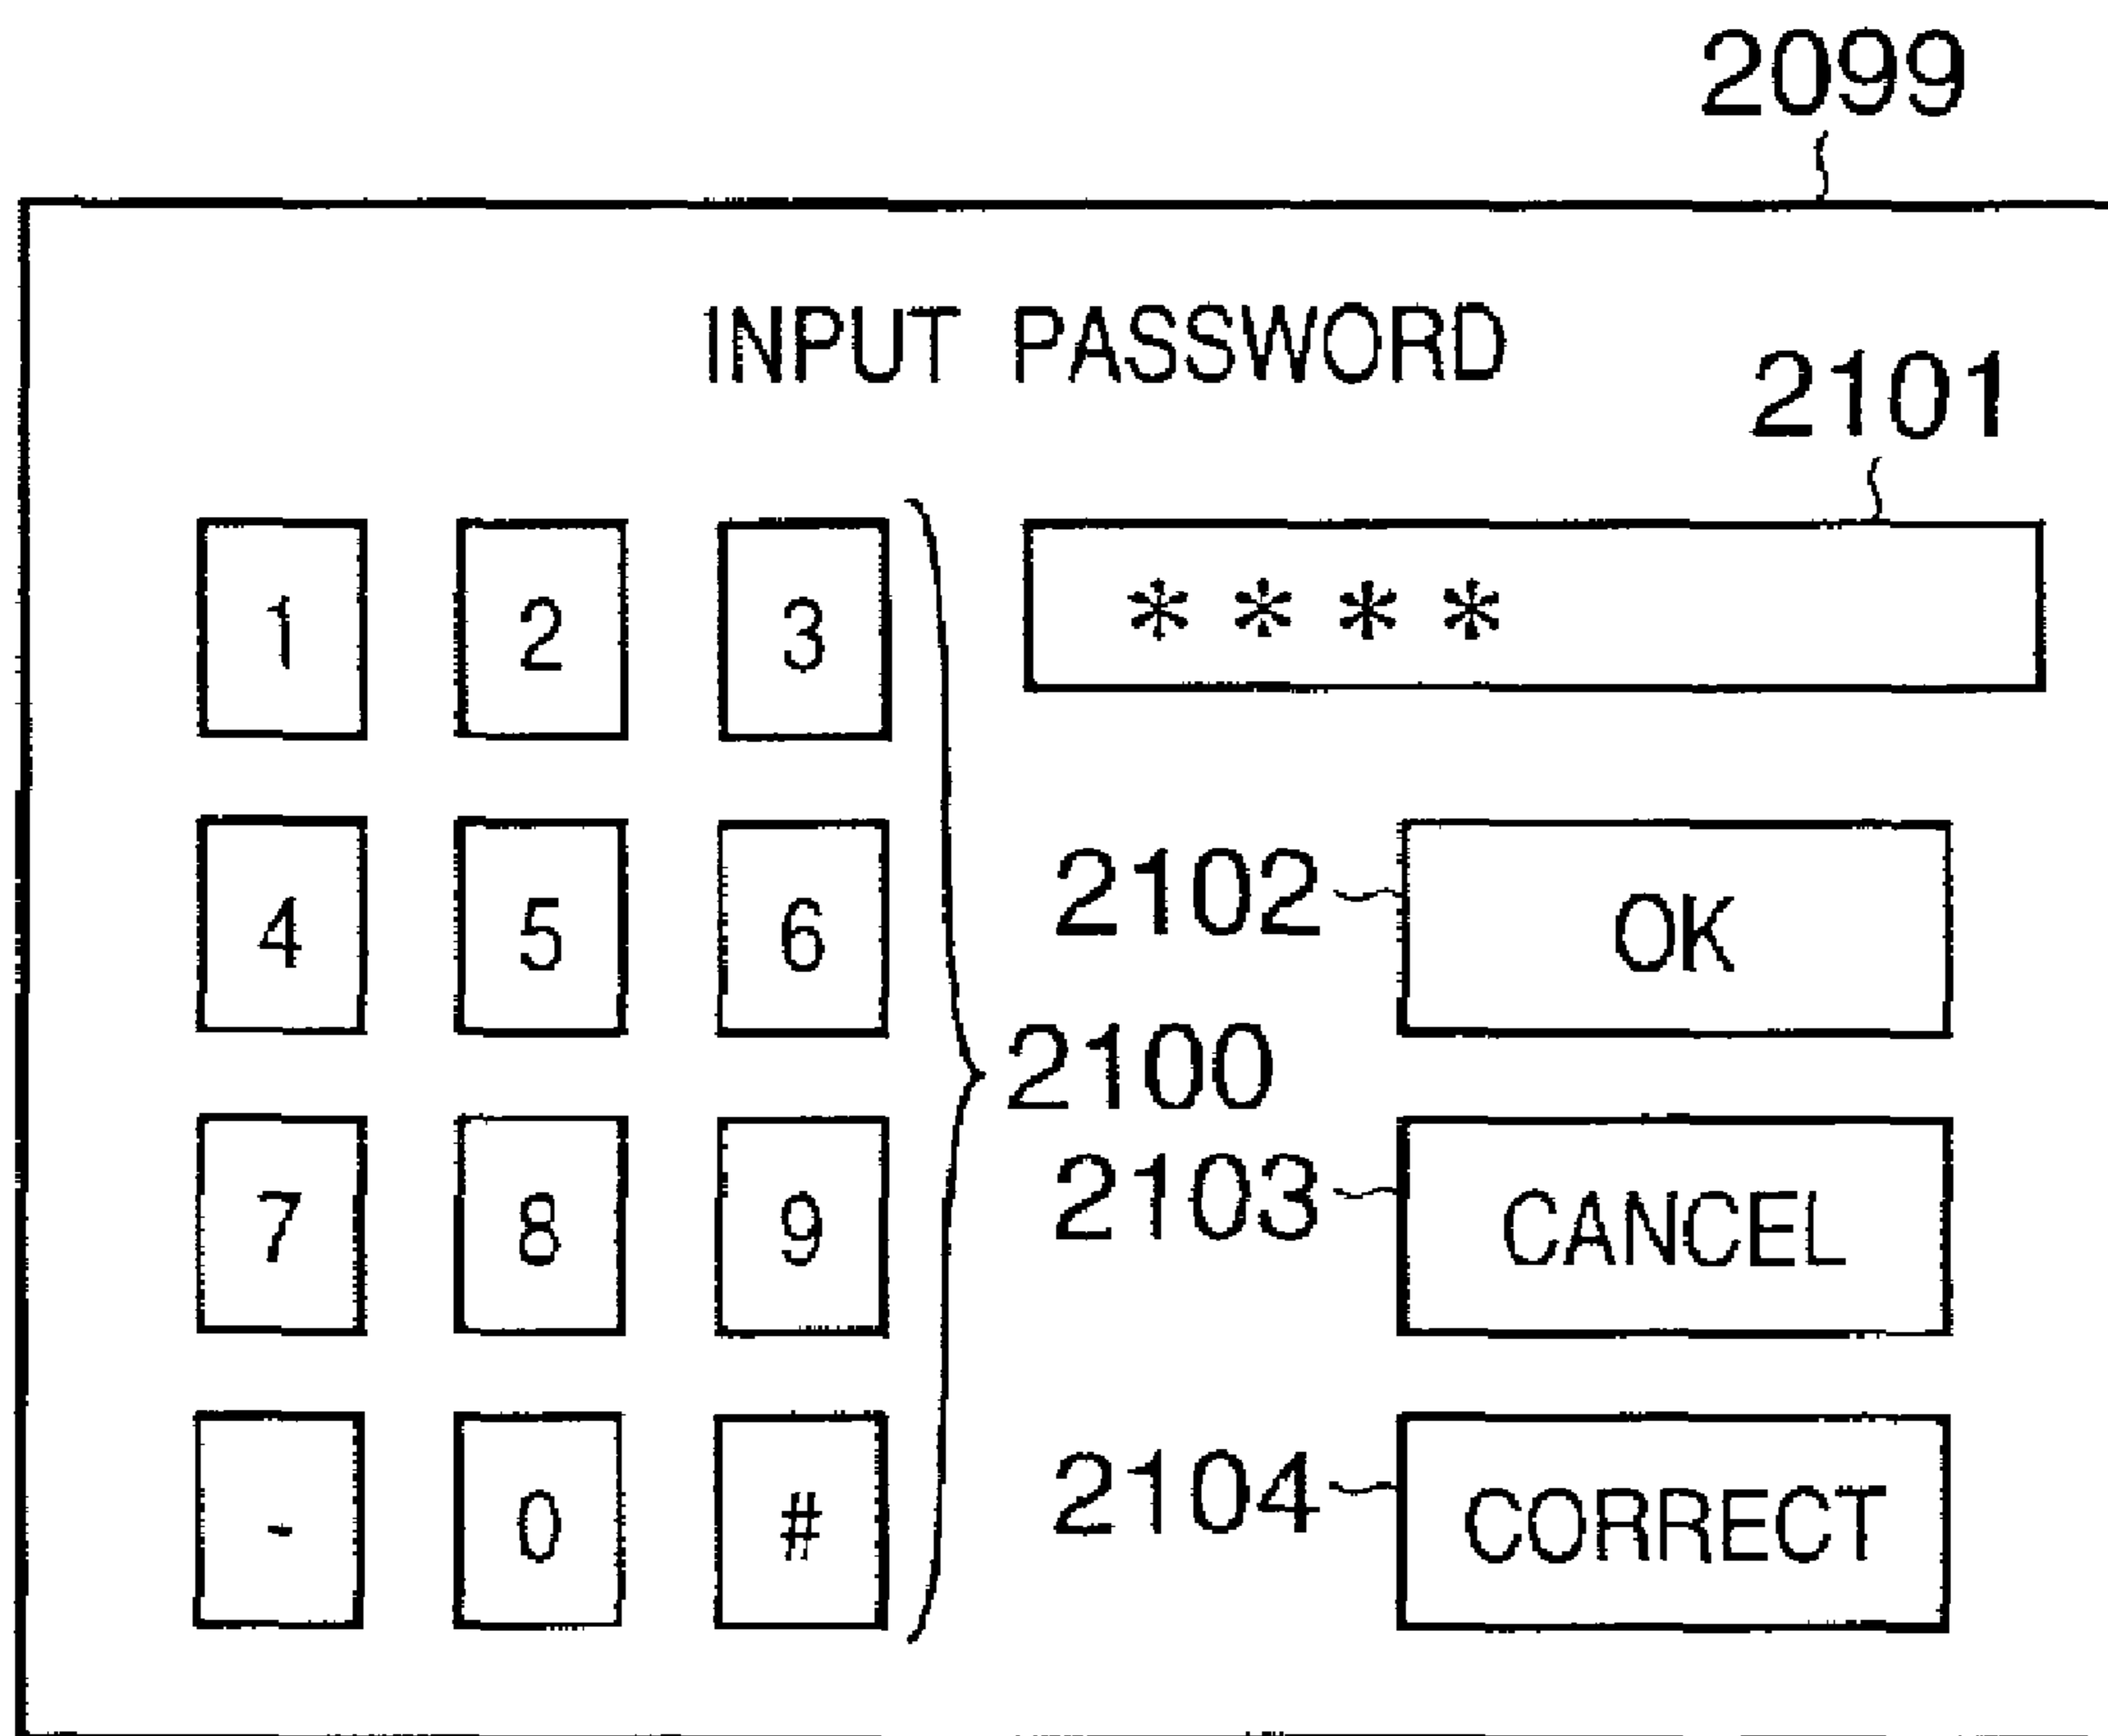 2099
INPUT PASSWORD
2101
1 2 3 * * * *
4 5 6 2102 OK
2100
7 8 9 2103 CANCEL
- 0 # 2104 CORRECT